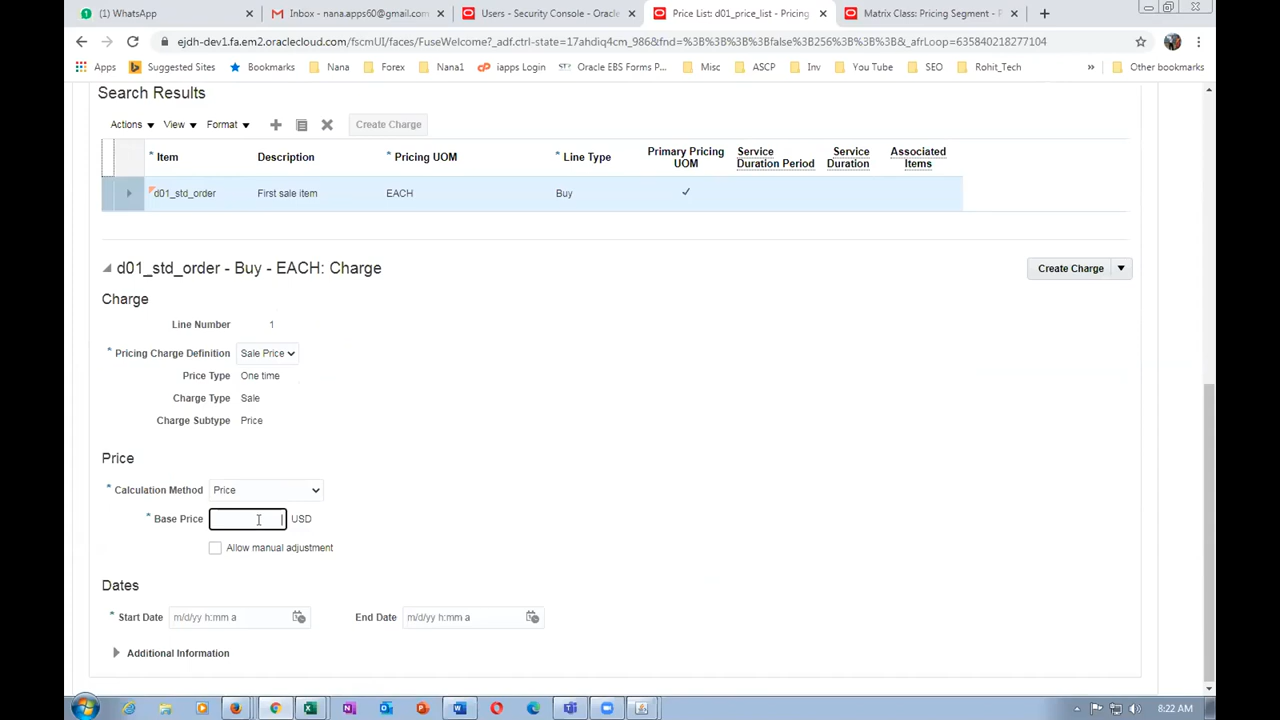 (1) WhatsApp
Inbox - nana.apps60@gmail.com
Users - Security Console - Oracle
Price List: d01_price_list - Pricing
Matrix Class: Pricing Segment - P
ejdh-dev1.fa.em2.oraclecloud.com/fscmUI/faces/FuseWelcome?_adf.ctrl-state=17ahdiq4cm_986&fnd=%3B%3B%3B%3Bfalse%3B256%3B%3B%3B&_afrLoop=635840218277104
Apps Suggested Sites Bookmarks Nana Forex Nana1 iapps Login Oracle EBS Forms P... Misc ASCP Inv You Tube SEO Rohit_Tech » Other bookmarks
Search Results
Actions View Format Create Charge
* Item Description * Pricing UOM * Line Type Primary Pricing UOM Service Duration Period Service Duration Associated Items
d01_std_order First sale item EACH Buy
d01_std_order - Buy - EACH: Charge Create Charge
Charge
Line Number 1
* Pricing Charge Definition Sale Price
Price Type One time
Charge Type Sale
Charge Subtype Price
Price
* Calculation Method Price
* Base Price USD
Allow manual adjustment
Dates
* Start Date m/d/yy h:mm a End Date m/d/yy h:mm a
Additional Information
8:22 AM